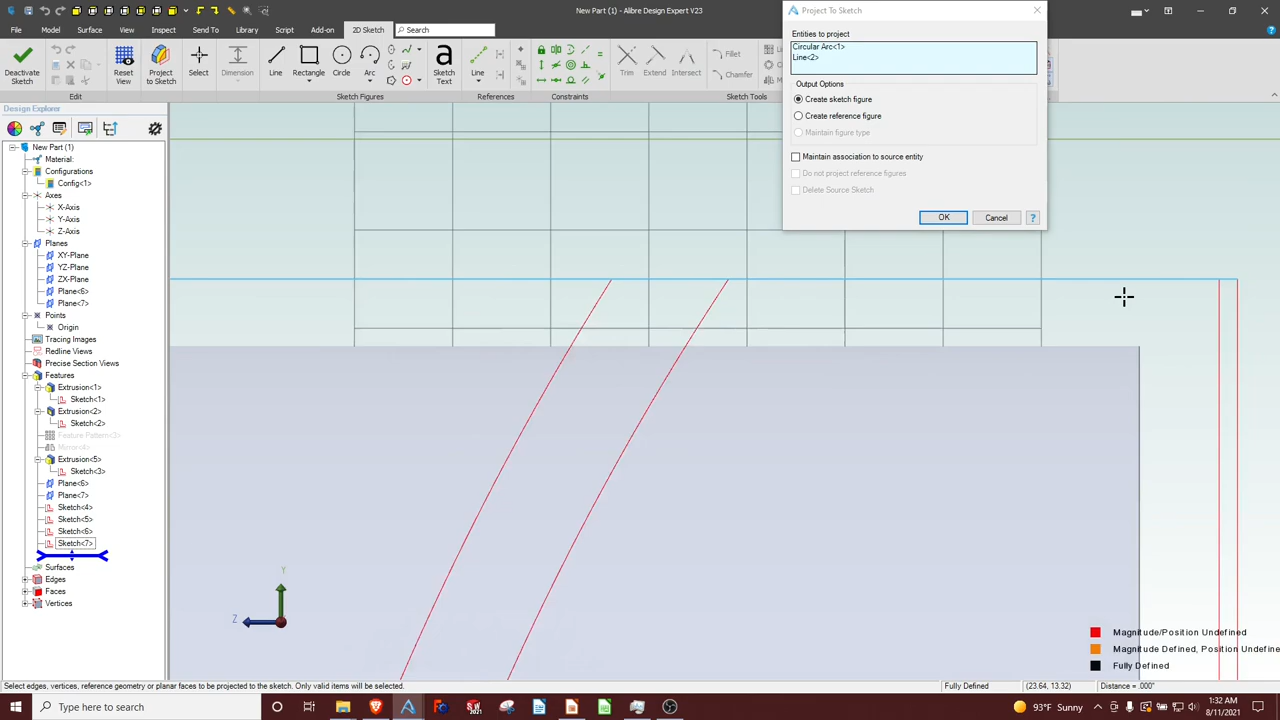 New Part (1) - Alibre Design Expert V23
Project To Sketch
File
Model
Surface
View
Inspect
Send To
Library
Script
Add-on
2D Sketch
Search
Deactivate
Sketch
Reset
View
Project
to Sketch
Select
Dimension
Line
Rectangle
Circle
Arc
Sketch
Text
Line
Trim
Extend
Intersect
Fillet
Chamfer
Edit
Sketch Figures
References
Constraints
Sketch Tools
Entities to project
Circular Arc<1>
Line<2>
Output Options
Create sketch figure
Create reference figure
Maintain figure type
Maintain association to source entity
Do not project reference figures
Delete Source Sketch
OK
Cancel
?
Design Explorer
New Part (1)
Material:
Configurations
Config<1>
Axes
X-Axis
Y-Axis
Z-Axis
Planes
XY-Plane
YZ-Plane
ZX-Plane
Plane<6>
Plane<7>
Points
Origin
Tracing Images
Redline Views
Precise Section Views
Features
Extrusion<1>
Sketch<1>
Extrusion<2>
Sketch<2>
Feature Pattern<3>
Mirror<4>
Extrusion<5>
Sketch<3>
Plane<6>
Plane<7>
Sketch<4>
Sketch<5>
Sketch<6>
Sketch<7>
Surfaces
Edges
Faces
Vertices
Y
Z
Magnitude/Position Undefined
Magnitude Defined, Position Undefined
Fully Defined
Select edges, vertices, reference geometry or planar faces to be projected to the sketch. Only valid items will be selected.
Fully Defined
(23.64, 13.32)
Distance = .000"
Type here to search
93°F Sunny
1:32 AM
8/11/2021